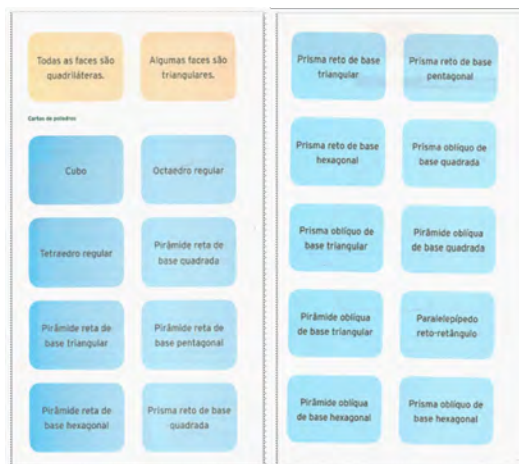 Todas as faces são
quadriláteras.
Algumas faces são
triangulares.
Cartas de poliedros
Cubo
Octaedro regular
Tetraedro regular
Pirâmide reta de
base quadrada
Pirâmide reta de
base triangular
Pirâmide reta de
base pentagonal
Pirâmide reta de
base hexagonal
Prisma reto de base
quadrada
Prisma reto de base
triangular
Prisma reto de base
pentagonal
Prisma reto de base
hexagonal
Prisma oblíquo de
base quadrada
Prisma oblíquo de
base triangular
Pirâmide oblíqua
de base quadrada
Pirâmide oblíqua
de base triangular
Paralelepípedo
reto-retângulo
Pirâmide oblíqua
de base hexagonal
Prisma oblíquo de
base hexagonal